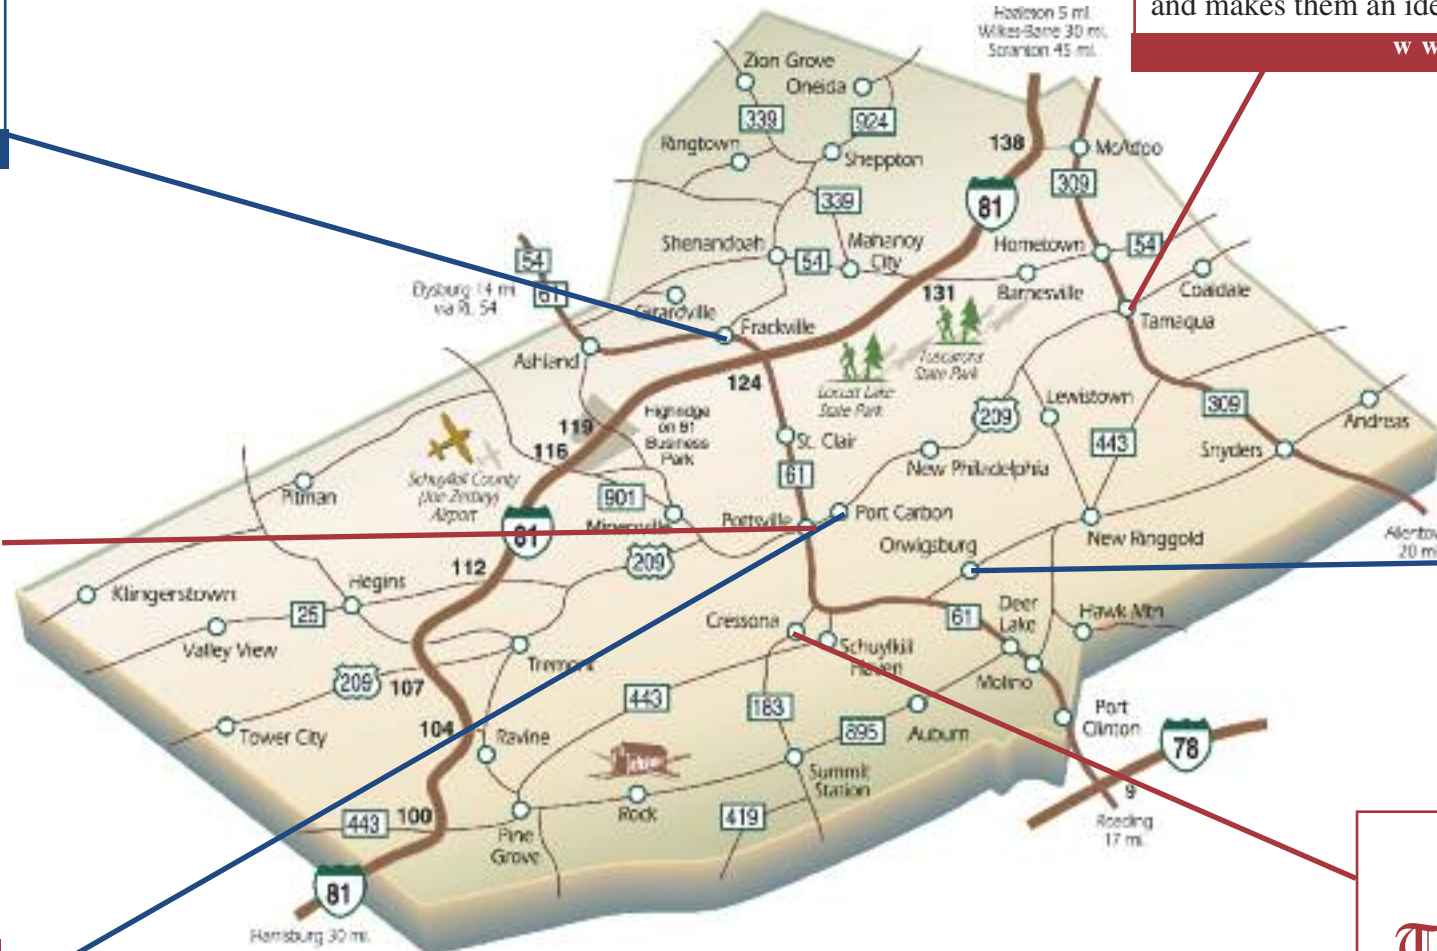 and makes them an ide
w w
Hazleton 5 mi.
Wilkes-Barre 30 mi.
Scranton 45 mi.
Zion Grove
Oneida
339
924
138
McAdoo
Ringtown
Sheppton
309
81
339
Shenandoah
54
Mahanoy
City
Hometown
54
54
61
Elysburg 14 mi.
via Rt. 54
Girardville
131
Barnesville
Coaldale
Frackville
Tamaqua
Ashland
124
Locust Lake
State Park
Tuscarora
State Park
119
Highridge
on 81
Business
Park
209
Lewistown
309
Andreas
116
St. Clair
443
Snyders
Schuylkill County
(Joe Zerbey)
Airport
61
New Philadelphia
Pitman
901
Minersville
Pottsville
Port Carbon
81
Orwigsburg
New Ringgold
20 mi
209
112
Klingerstown
Hegins
25
Valley View
Cressona
Schuylkill
Haven
61
Deer
Lake
Hawk Mtn
Tremont
209
107
443
183
Molino
Port
Clinton
Tower City
104
Ravine
895
Auburn
78
Summit
Station
9
Reading
17 mi.
443
100
Rock
419
Pine
Grove
81
Harrisburg 30 mi.
T